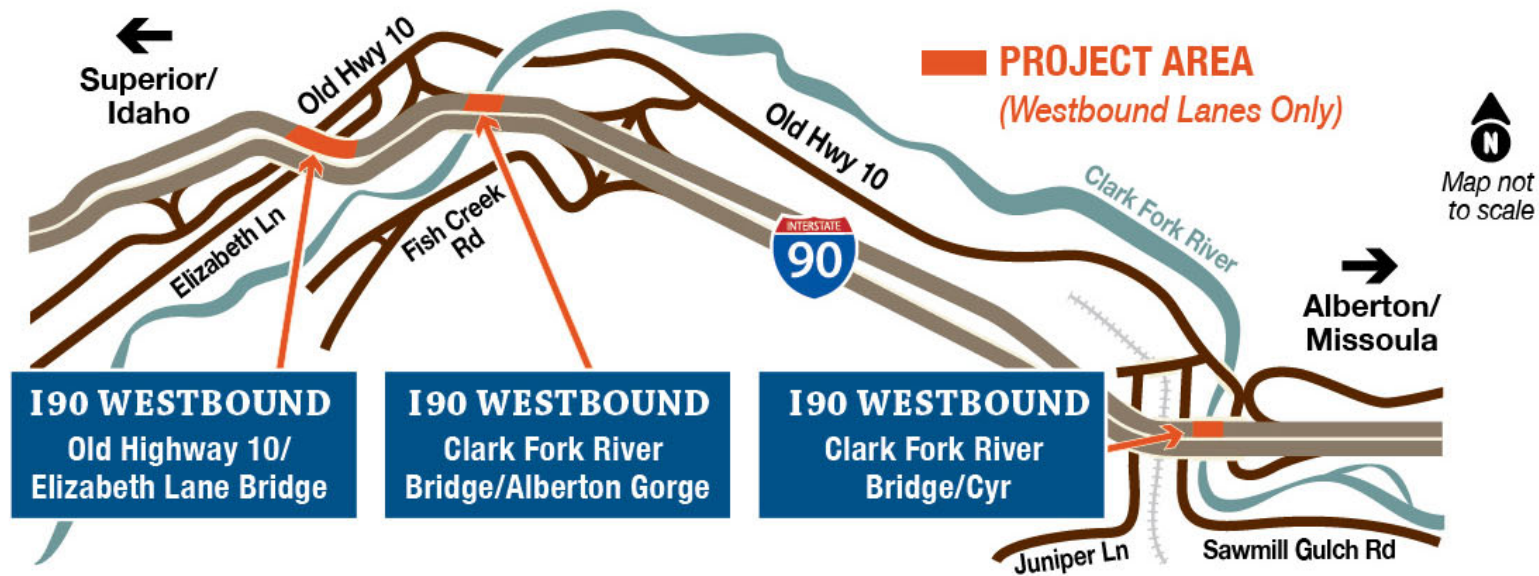 Superior/
Idaho
Old Hwy 10
PROJECT AREA
(Westbound Lanes Only)
N
Map not
to scale
Old Hwy 10
Clark Fork River
Elizabeth Ln
Fish Creek
Rd
INTERSTATE
90
Alberton/
Missoula
I90 WESTBOUND
Old Highway 10/
Elizabeth Lane Bridge
I90 WESTBOUND
Clark Fork River
Bridge/Alberton Gorge
I90 WESTBOUND
Clark Fork River
Bridge/Cyr
Juniper Ln
Sawmill Gulch Rd